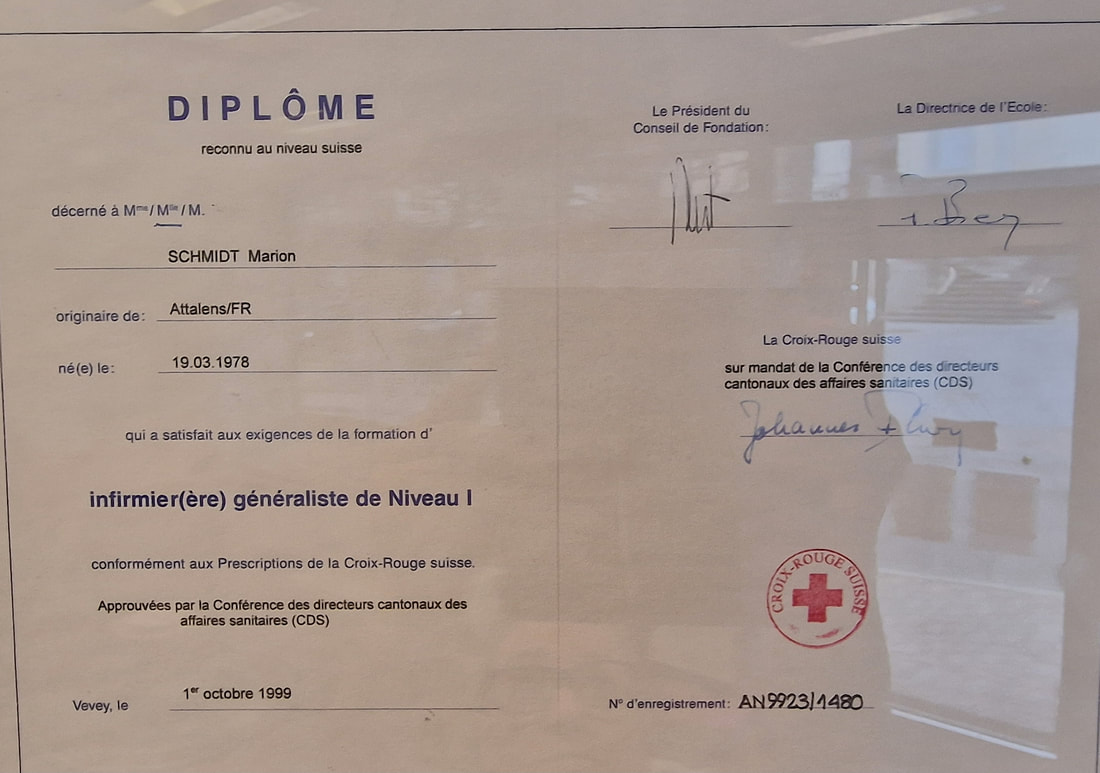 DIPLÔME
reconnu au niveau suisse
décerné à Mme/Mlle/M.
SCHMIDT Marion
originaire de: Attalens/FR
né(e) le: 19.03.1978
qui a satisfait aux exigences de la formation d'
infirmier(ère) généraliste de Niveau I
conformément aux Prescriptions de la Croix-Rouge suisse.
Approuvées par la Conférence des directeurs cantonaux des
affaires sanitaires (CDS)
Vevey, le 1er octobre 1999
Le Président du
Conseil de Fondation:
La Directrice de l'Ecole:
La Croix-Rouge suisse
sur mandat de la Conférence des directeurs
cantonaux des affaires sanitaires (CDS)
Johannes
CROIX-ROUGE SUISSE
N° d'enregistrement: AN9923/1480